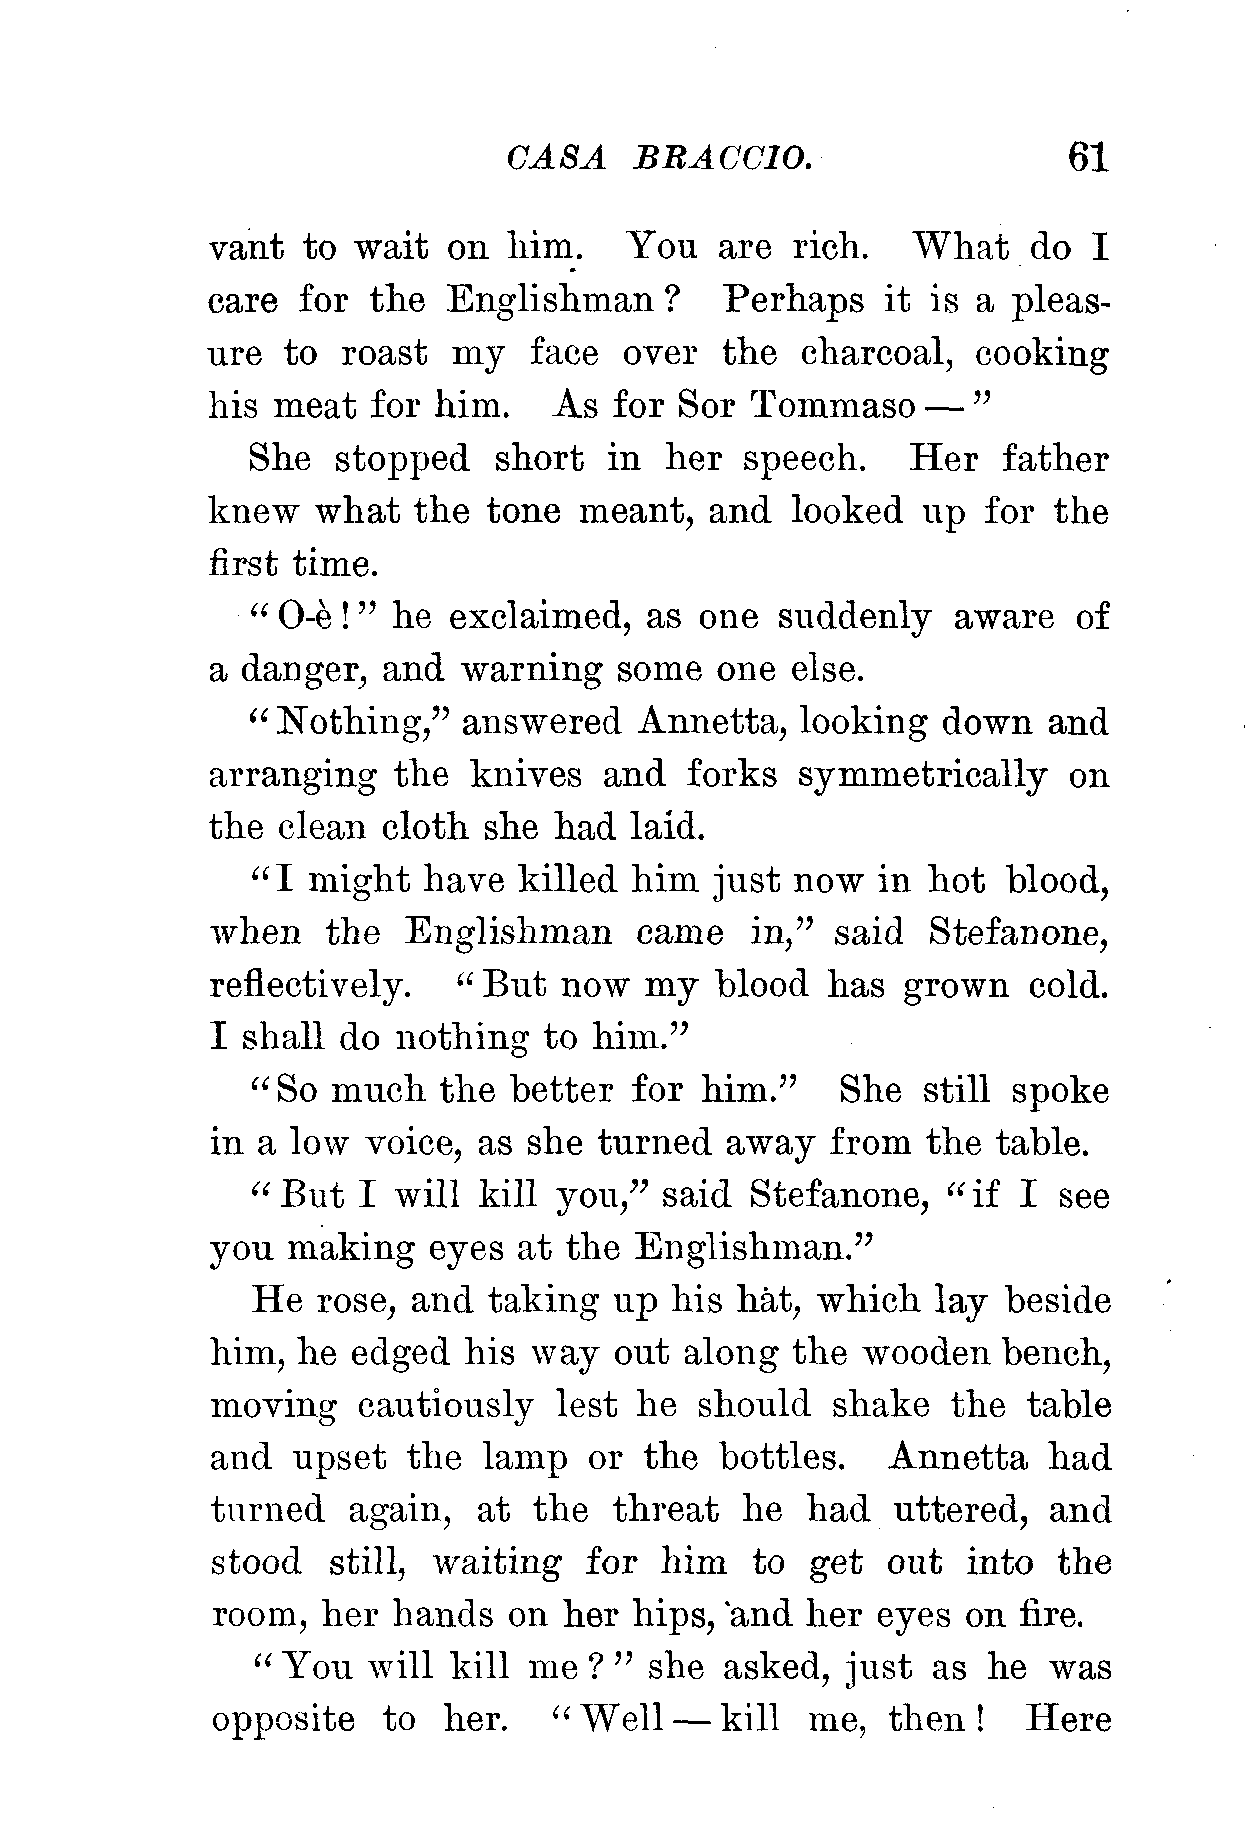 CASA BRACCIO. 61
vant to wait on him. You are rich. What do I
care for the Englishman? Perhaps it is a pleas-
ure to roast my face over the charcoal, cooking
his meat for him. As for Sor Tommaso — ”
She stopped short in her speech. Her father
knew what the tone meant, and looked up for the
first time.
“O-è!” he exclaimed, as one suddenly aware of
a danger, and warning some one else.
“Nothing,” answered Annetta, looking down and
arranging the knives and forks symmetrically on
the clean cloth she had laid.
“I might have killed him just now in hot blood,
when the Englishman came in,” said Stefanone,
reflectively. “But now my blood has grown cold.
I shall do nothing to him.”
“So much the better for him.” She still spoke
in a low voice, as she turned away from the table.
“But I will kill you,” said Stefanone, “if I see
you making eyes at the Englishman.”
He rose, and taking up his hat, which lay beside
him, he edged his way out along the wooden bench,
moving cautiously lest he should shake the table
and upset the lamp or the bottles. Annetta had
turned again, at the threat he had uttered, and
stood still, waiting for him to get out into the
room, her hands on her hips, and her eyes on fire.
“You will kill me?” she asked, just as he was
opposite to her. “Well — kill me, then! Here